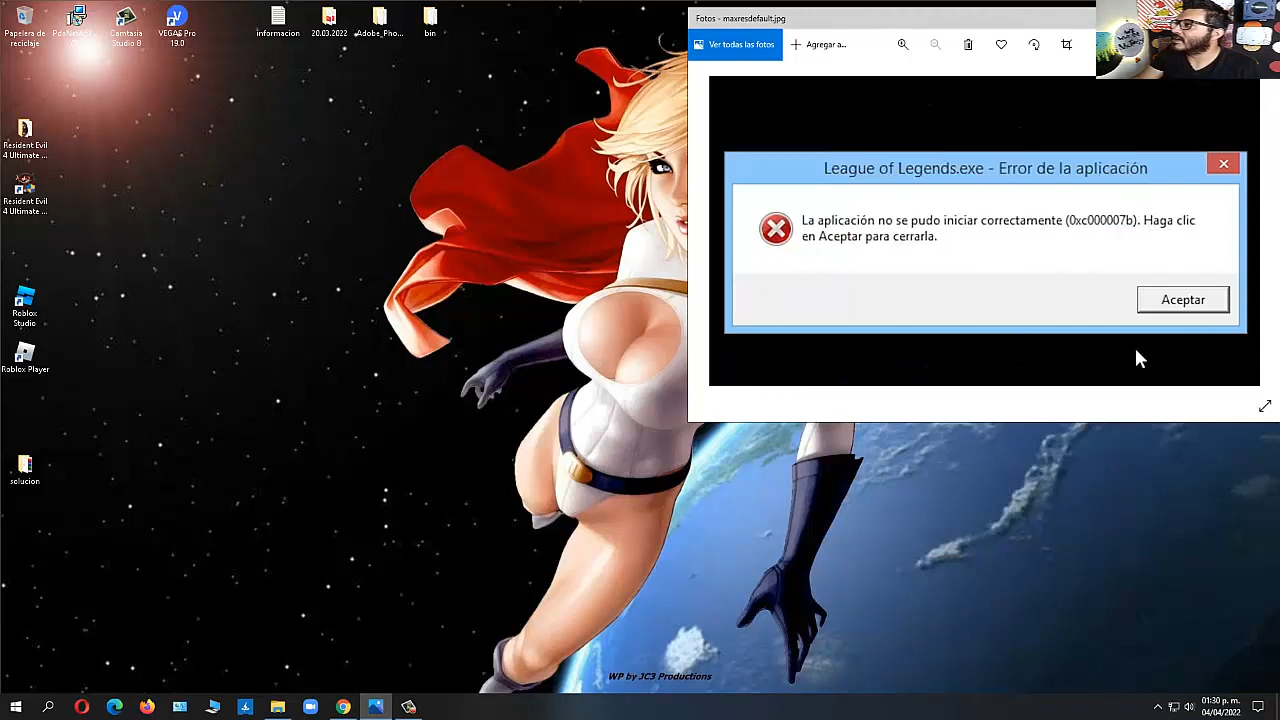 Papelera de
reciclaje
Camtasia
Studio 8
VEGAS Pro
19.0
informacion
20.03.2022
Adobe_Pho...
bin
Resident Evil
4 Ultimate ...
Resident Evil
4 Ultimate ...
Roblox
Studio
Roblox Player
solucion
Fotos - maxresdefault.jpg
Ver todas las fotos
Agregar a...
League of Legends.exe - Error de la aplicación
La aplicación no se pudo iniciar correctamente (0xc000007b). Haga clic
en Aceptar para cerrarla.
Aceptar
WP by JC3 Productions
01:30 p. m.
04/04/2022